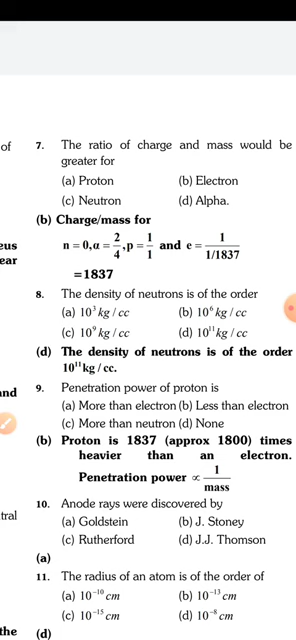 of
7. The ratio of charge and mass would be
greater for
(a) Proton (b) Electron
(c) Neutron (d) Alpha.
(b) Charge/mass for
eus
ear
n = 0, α = 2/4, p = 1/1 and e = 1/(1/1837)
=1837
8. The density of neutrons is of the order
(a) 10³ kg / cc (b) 10⁶ kg / cc
(c) 10⁹ kg / cc (d) 10¹¹ kg / cc
(d) The density of neutrons is of the order
10¹¹ kg / cc.
and 9. Penetration power of proton is
(a) More than electron (b) Less than electron
(c) More than neutron (d) None
(b) Proton is 1837 (approx 1800) times
heavier than an electron.
Penetration power ∝ 1/mass
10. Anode rays were discovered by
tral
(a) Goldstein (b) J. Stoney
(c) Rutherford (d) J.J. Thomson
(a)
11. The radius of an atom is of the order of
(a) 10⁻¹⁰ cm (b) 10⁻¹³ cm
(c) 10⁻¹⁵ cm (d) 10⁻⁸ cm
the (d)